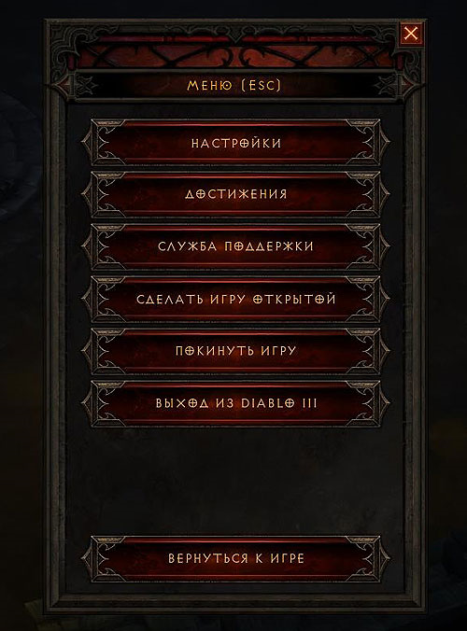 Меню (Esc)
НАСТРОЙКИ
ДОСТИЖЕНИЯ
СЛУЖБА ПОДДЕРЖКИ
СДЕЛАТЬ ИГРУ ОТКРЫТОЙ
ПОКИНУТЬ ИГРУ
ВЫХОД ИЗ DIABLO III
ВЕРНУТЬСЯ К ИГРЕ